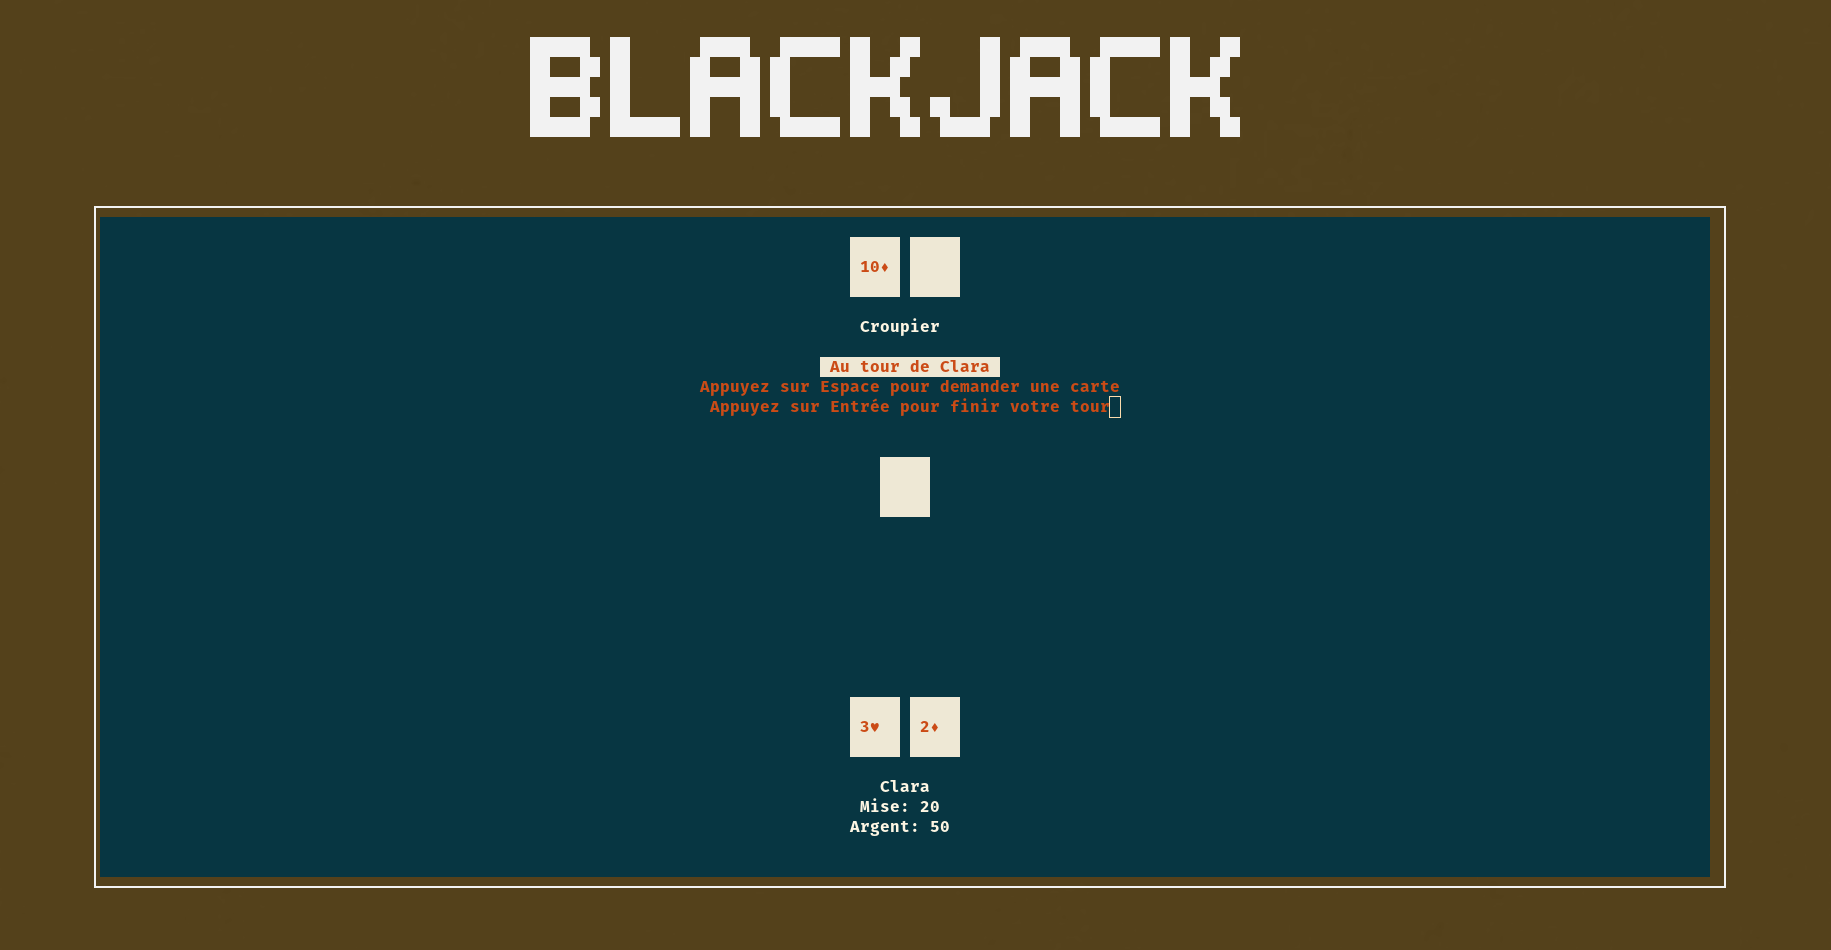 BLACKJACK
10♦
Croupier
Au tour de Clara
Appuyez sur Espace pour demander une carte
Appuyez sur Entrée pour finir votre tour
3♥ 2♦
Clara
Mise: 20
Argent: 50